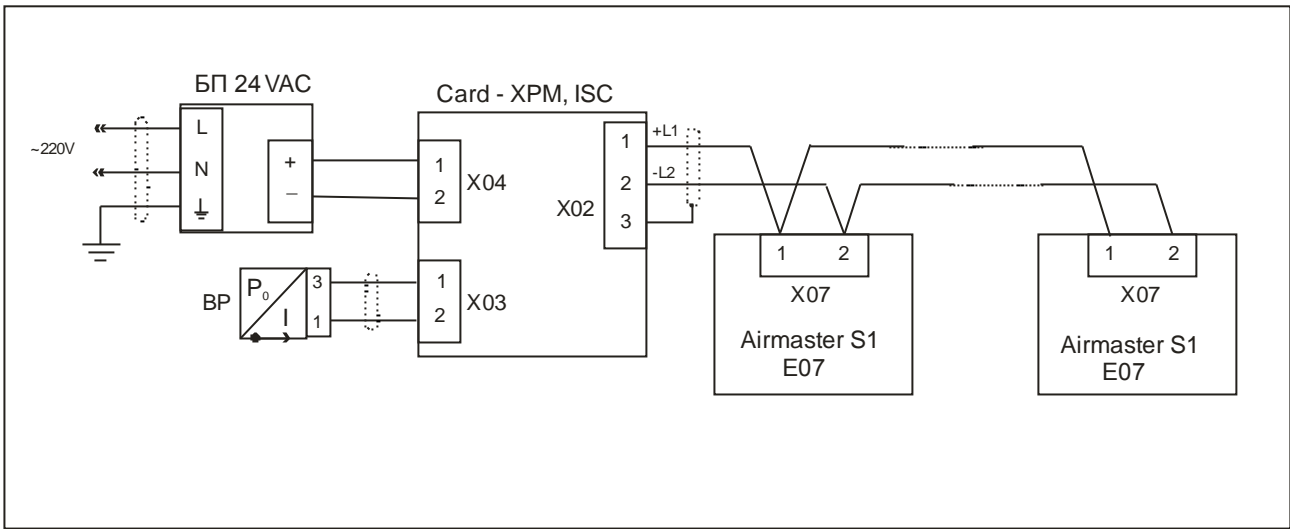 БП 24 VAC
L
N
~220V
+
–
Card - XPM, ISC
1
2
X04
1
2
X03
BP
P₀
I
3
1
1
2
3
X02
+L1
-L2
1 2
X07
Airmaster S1
E07
1 2
X07
Airmaster S1
E07